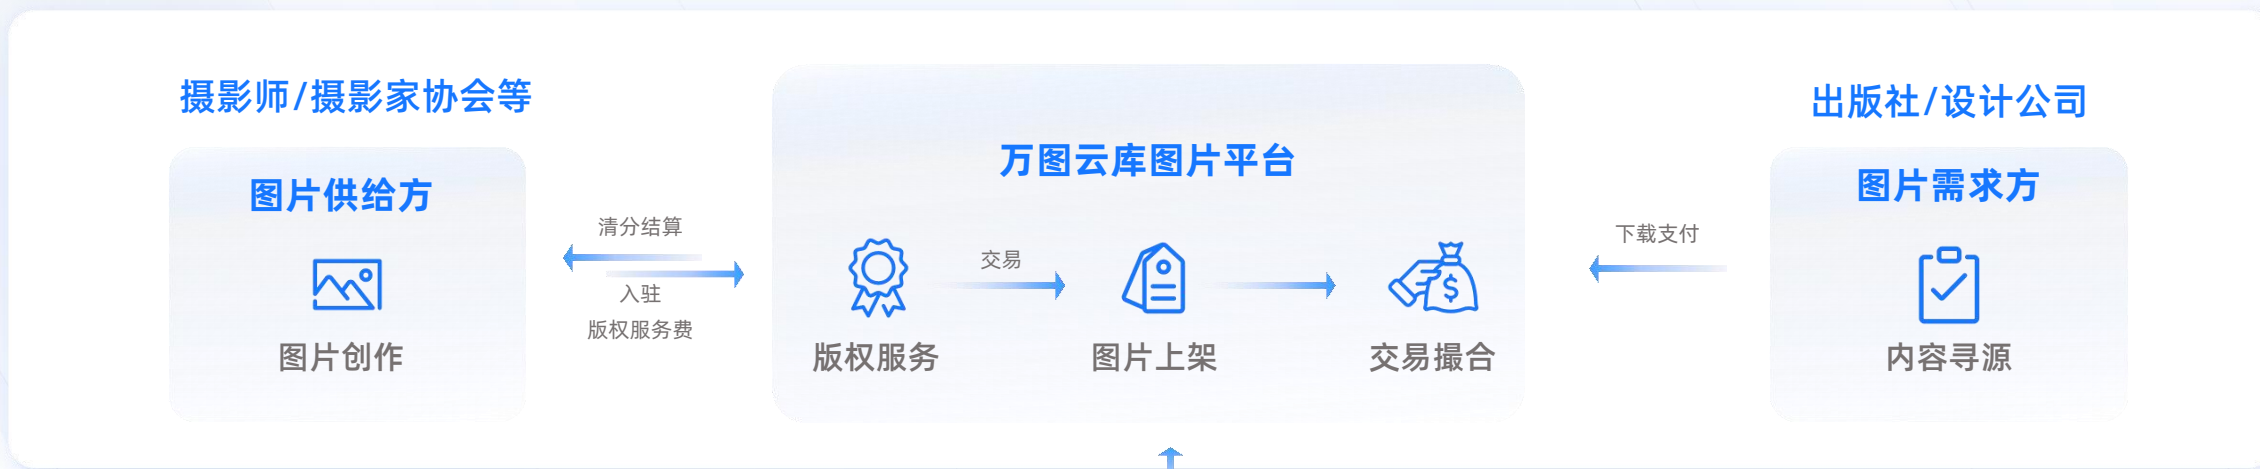 摄影师/摄影家协会等
图片供给方
图片创作
清分结算
入驻
版权服务费
万图云库图片平台
版权服务
交易
图片上架
交易撮合
下载支付
出版社/设计公司
图片需求方
内容寻源